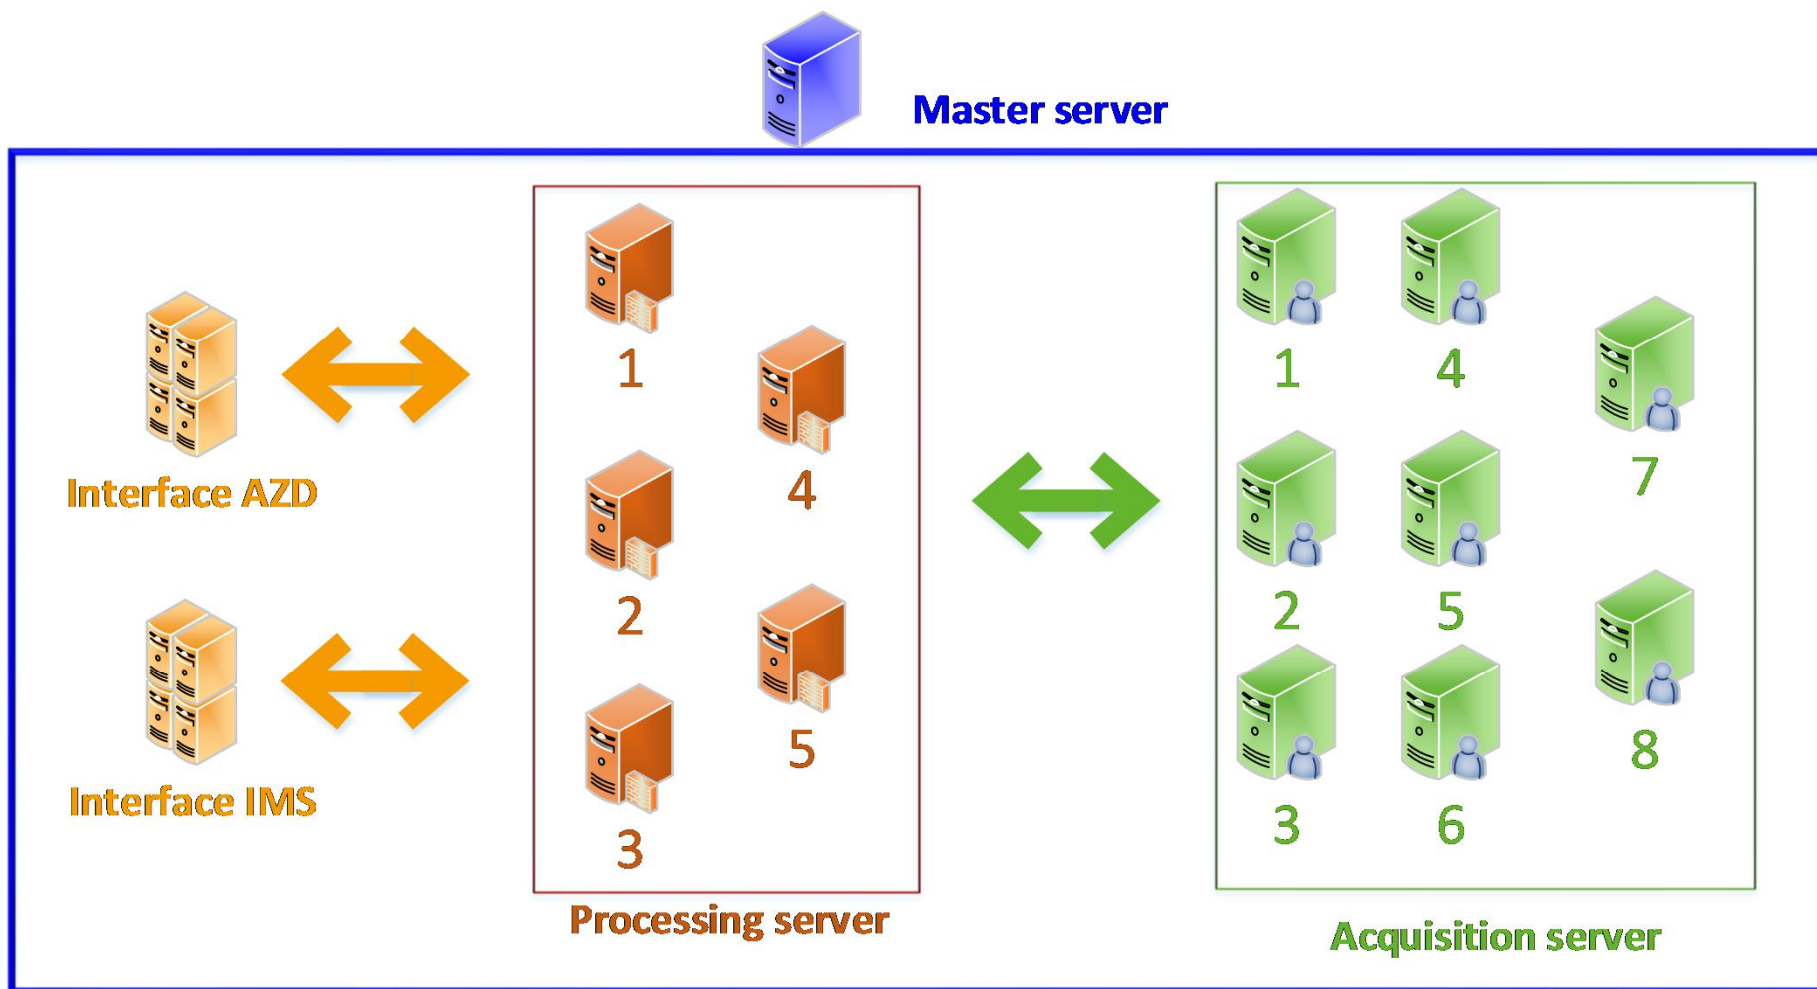 Master server
1
4
1
4
7
Interface AZD
2
5
2
5
8
Interface IMS
3
3
6
Processing server
Acquisition server